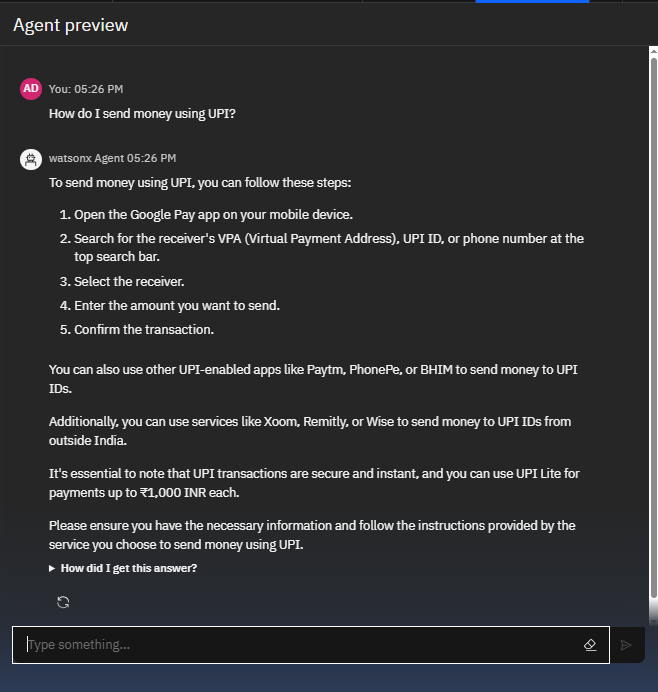 Agent preview
AD You: 05:26 PM
How do I send money using UPI?
watsonx Agent 05:26 PM
To send money using UPI, you can follow these steps:
1. Open the Google Pay app on your mobile device.
2. Search for the receiver's VPA (Virtual Payment Address), UPI ID, or phone number at the
top search bar.
3. Select the receiver.
4. Enter the amount you want to send.
5. Confirm the transaction.
You can also use other UPI-enabled apps like Paytm, PhonePe, or BHIM to send money to UPI
IDs.
Additionally, you can use services like Xoom, Remitly, or Wise to send money to UPI IDs from
outside India.
It's essential to note that UPI transactions are secure and instant, and you can use UPI Lite for
payments up to ₹1,000 INR each.
Please ensure you have the necessary information and follow the instructions provided by the
service you choose to send money using UPI.
How did I get this answer?
Type something...